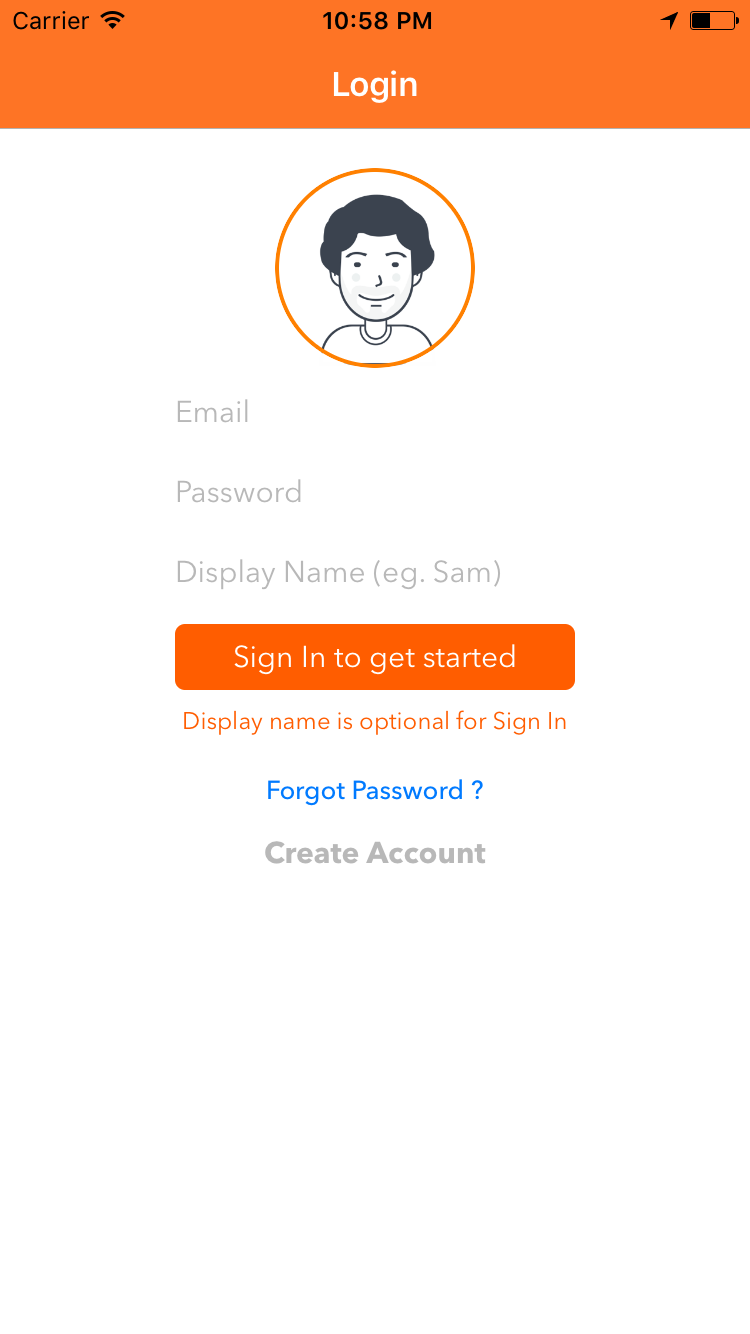 Carrier 10:58 PM
Login
Email
Password
Display Name (eg. Sam)
Sign In to get started
Display name is optional for Sign In
Forgot Password ?
Create Account